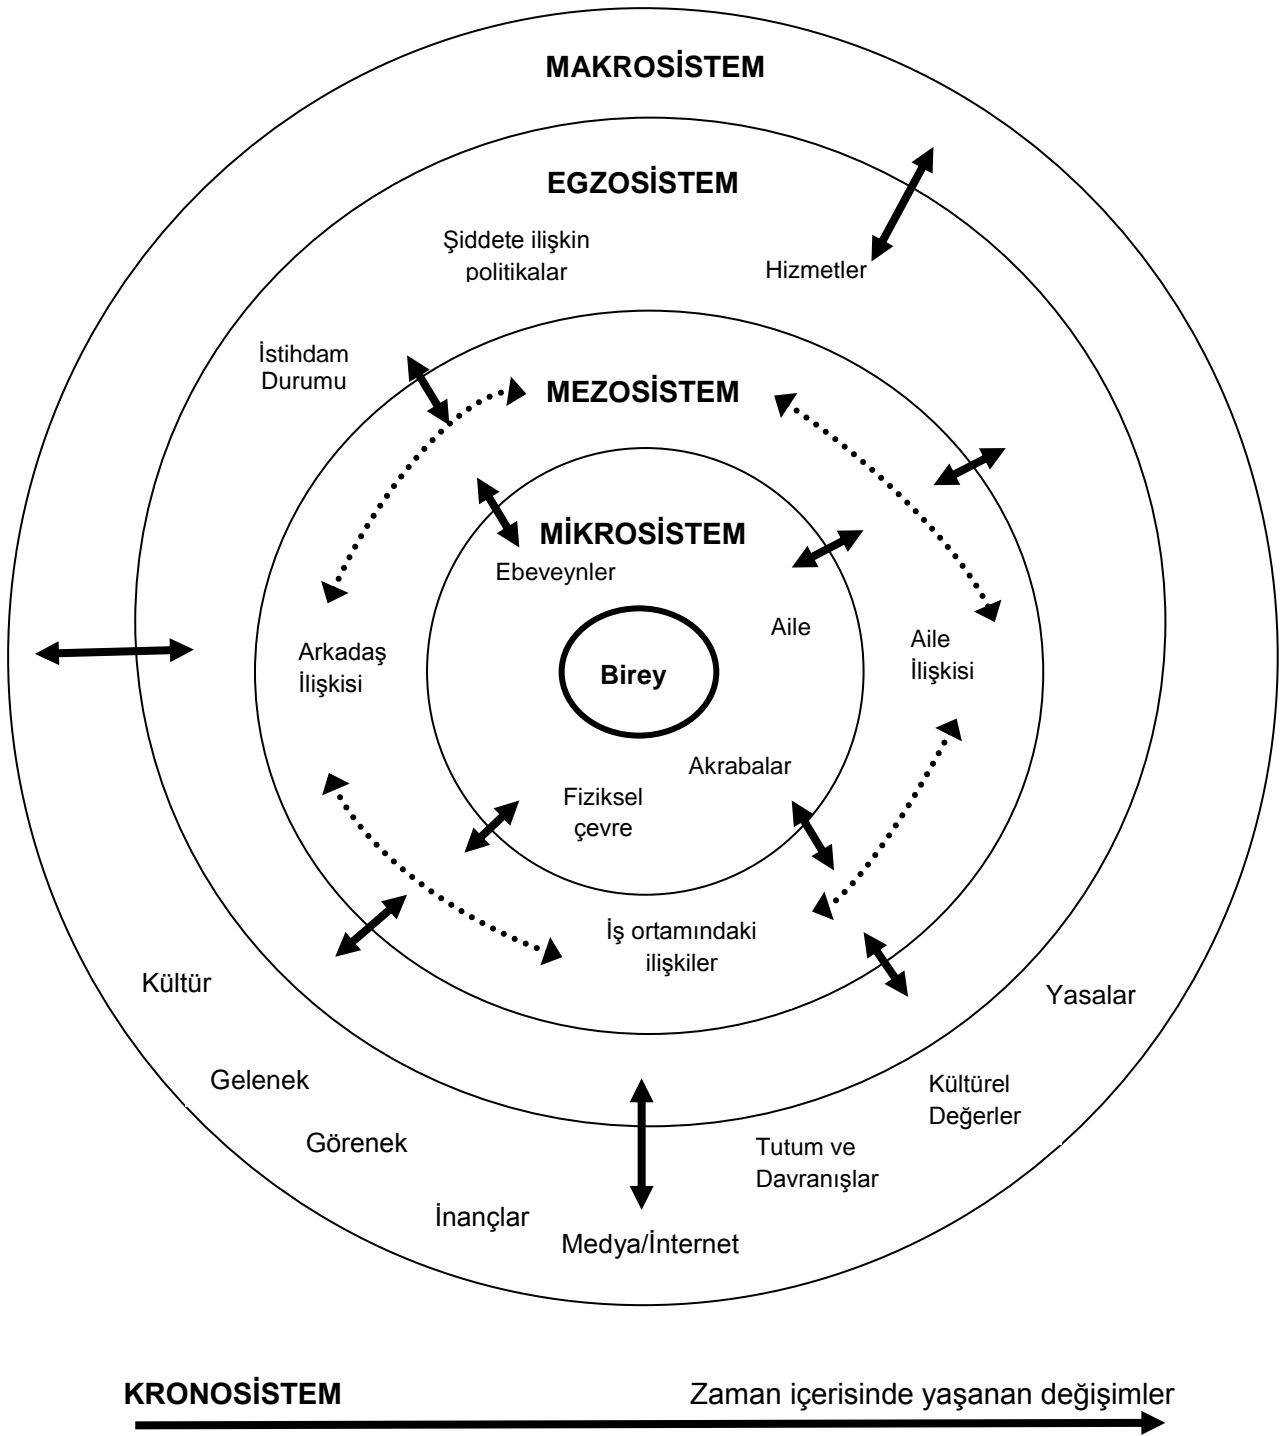 MAKROSİSTEM
EGZOSİSTEM
Şiddete ilişkin
politikalar
Hizmetler
İstihdam
Durumu
MEZOSİSTEM
MİKROSİSTEM
Ebeveynler
Aile
Arkadaş
İlişkisi
Birey
Aile
İlişkisi
Akrabalar
Fiziksel
çevre
İş ortamındaki
ilişkiler
Kültür
Yasalar
Gelenek
Kültürel
Değerler
Görenek
Tutum ve
Davranışlar
İnançlar
Medya/İnternet
KRONOSİSTEM
Zaman içerisinde yaşanan değişimler